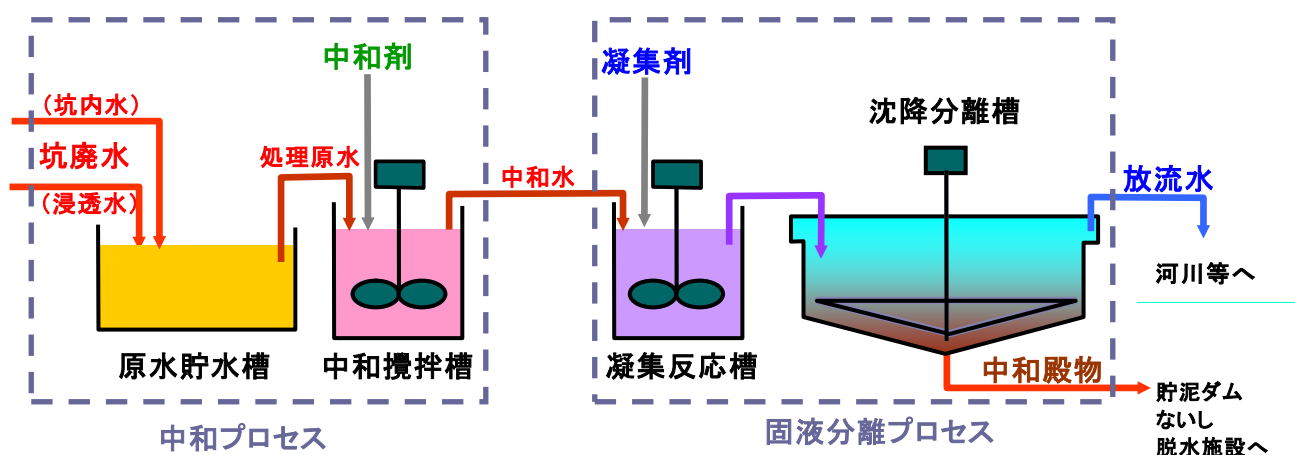 中和剤
凝集剤
(坑内水)
坑廃水
(浸透水)
処理原水
中和水
沈降分離槽
放流水
河川等へ
原水貯水槽
中和攪拌槽
凝集反応槽
中和殿物
貯泥ダム
ないし
脱水施設へ
中和プロセス
固液分離プロセス